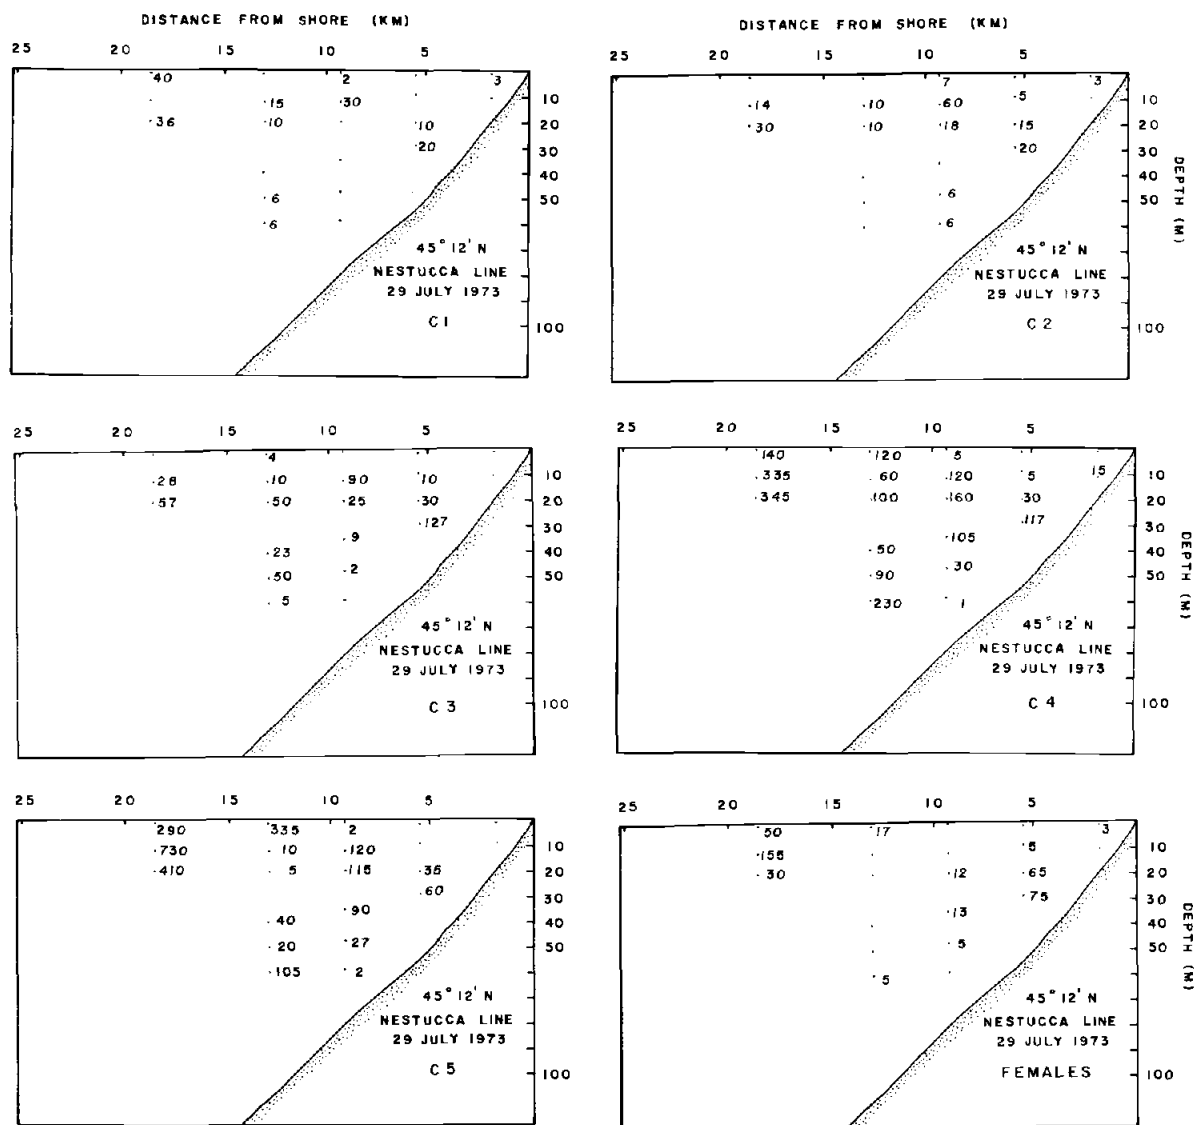 DISTANCE FROM SHORE (KM)
25 20 15 10 5
40 2 3
15 30
36 10 10
20
6
6
10
20
30
40
50
100
45° 12' N
NESTUCCA LINE
29 JULY 1973
C1
DISTANCE FROM SHORE (KM)
25 20 15 10 5
7 3
14 10 60 5
30 10 18 15
20
6
6
10
20
30
40
50
100
DEPTH (M)
45° 12' N
NESTUCCA LINE
29 JULY 1973
C2
25 20 15 10 5
4
28 10 90 10
57 50 25 30
127
9
23
50 2
5
10
20
30
40
50
100
45° 12' N
NESTUCCA LINE
29 JULY 1973
C3
25 20 15 10 5
140 120 5
335 60 120 5 15
345 100 160 30
117
105
50
90 30
230 1
10
20
30
40
50
100
DEPTH (M)
45° 12' N
NESTUCCA LINE
29 JULY 1973
C4
25 20 15 10 5
290 335 2
730 10 120
410 5 115 35
60
90
40
20 27
105 2
10
20
30
40
50
100
45° 12' N
NESTUCCA LINE
29 JULY 1973
C5
25 20 15 10 5
50 17 3
155 5
30 12 65
75
13
5
5
10
20
30
40
50
100
DEPTH (M)
45° 12' N
NESTUCCA LINE
29 JULY 1973
FEMALES